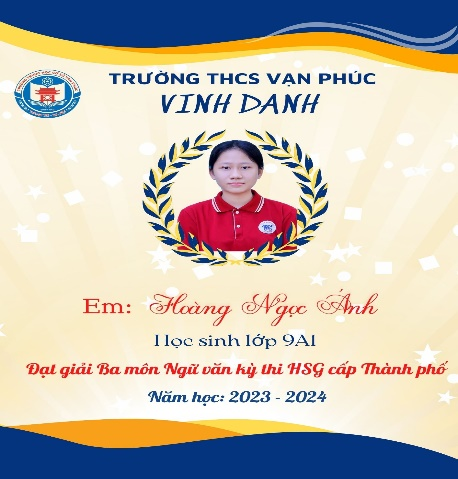 TRƯỜNG THCS VẠN PHÚC
VINH DANH
Em: Hoàng Ngọc Ánh
Học sinh lớp 9A1
Đạt giải Ba môn Ngữ văn kỳ thi HSG cấp Thành phố
Năm học: 2023 - 2024